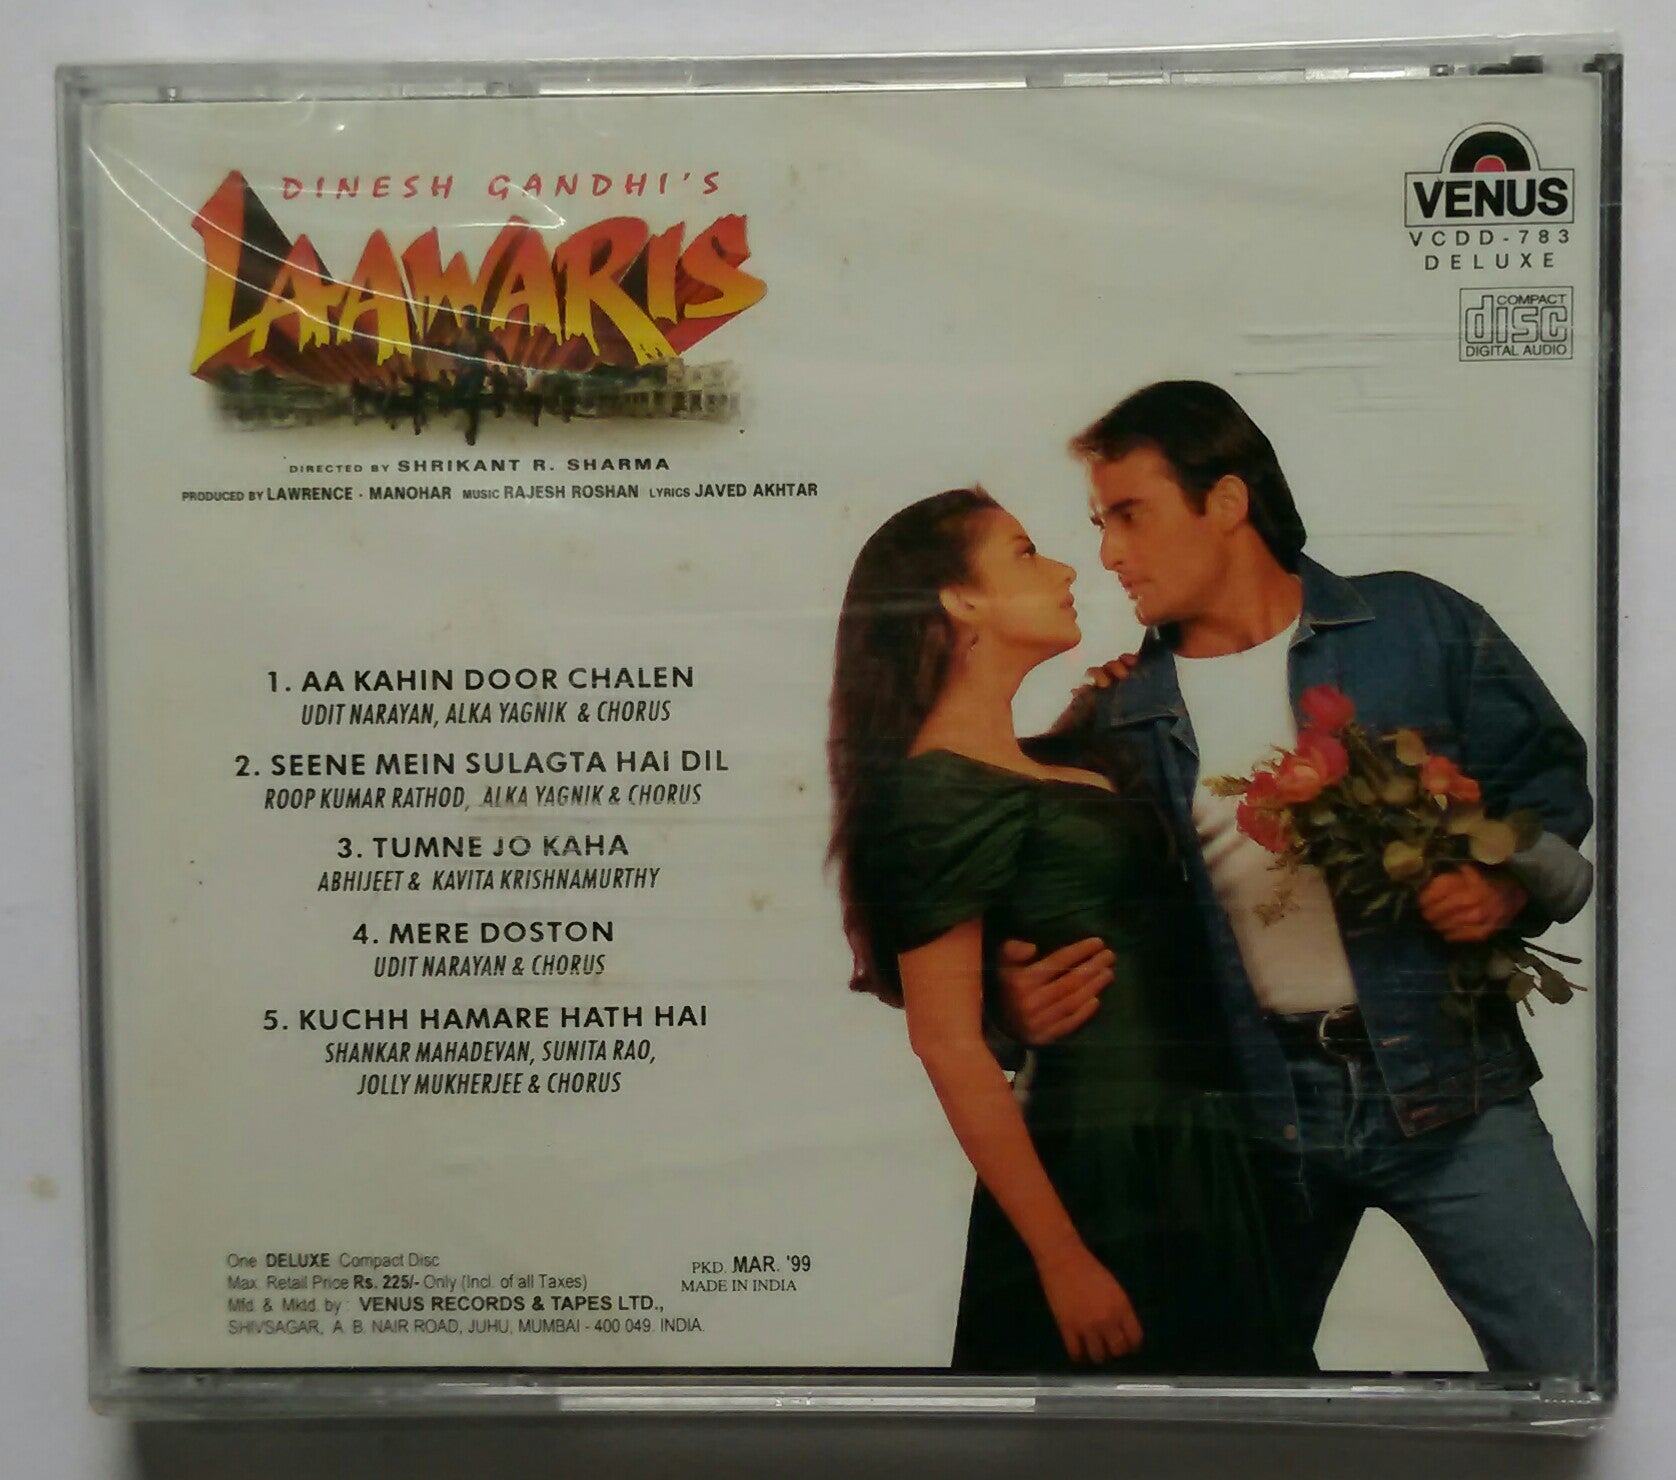 DINESH GANDHI'S
LAAWARIS
DIRECTED BY SHRIKANT R. SHARMA
PRODUCED BY LAWRENCE - MANOHAR MUSIC RAJESH ROSHAN LYRICS JAVED AKHTAR
VENUS
VCDD-783
DELUXE
COMPACT
disc
DIGITAL AUDIO
1. AA KAHIN DOOR CHALEN
UDIT NARAYAN, ALKA YAGNIK & CHORUS
2. SEENE MEIN SULAGTA HAI DIL
ROOP KUMAR RATHOD, ALKA YAGNIK & CHORUS
3. TUMNE JO KAHA
ABHIJEET & KAVITA KRISHNAMURTHY
4. MERE DOSTON
UDIT NARAYAN & CHORUS
5. KUCHH HAMARE HATH HAI
SHANKAR MAHADEVAN, SUNITA RAO,
JOLLY MUKHERJEE & CHORUS
One DELUXE Compact Disc
Max. Retail Price Rs. 225/- Only (Incl. of all Taxes)
Mfd. & Mktd. by : VENUS RECORDS & TAPES LTD.,
SHIVSAGAR, A. B. NAIR ROAD, JUHU, MUMBAI - 400 049. INDIA.
PKD. MAR. '99
MADE IN INDIA